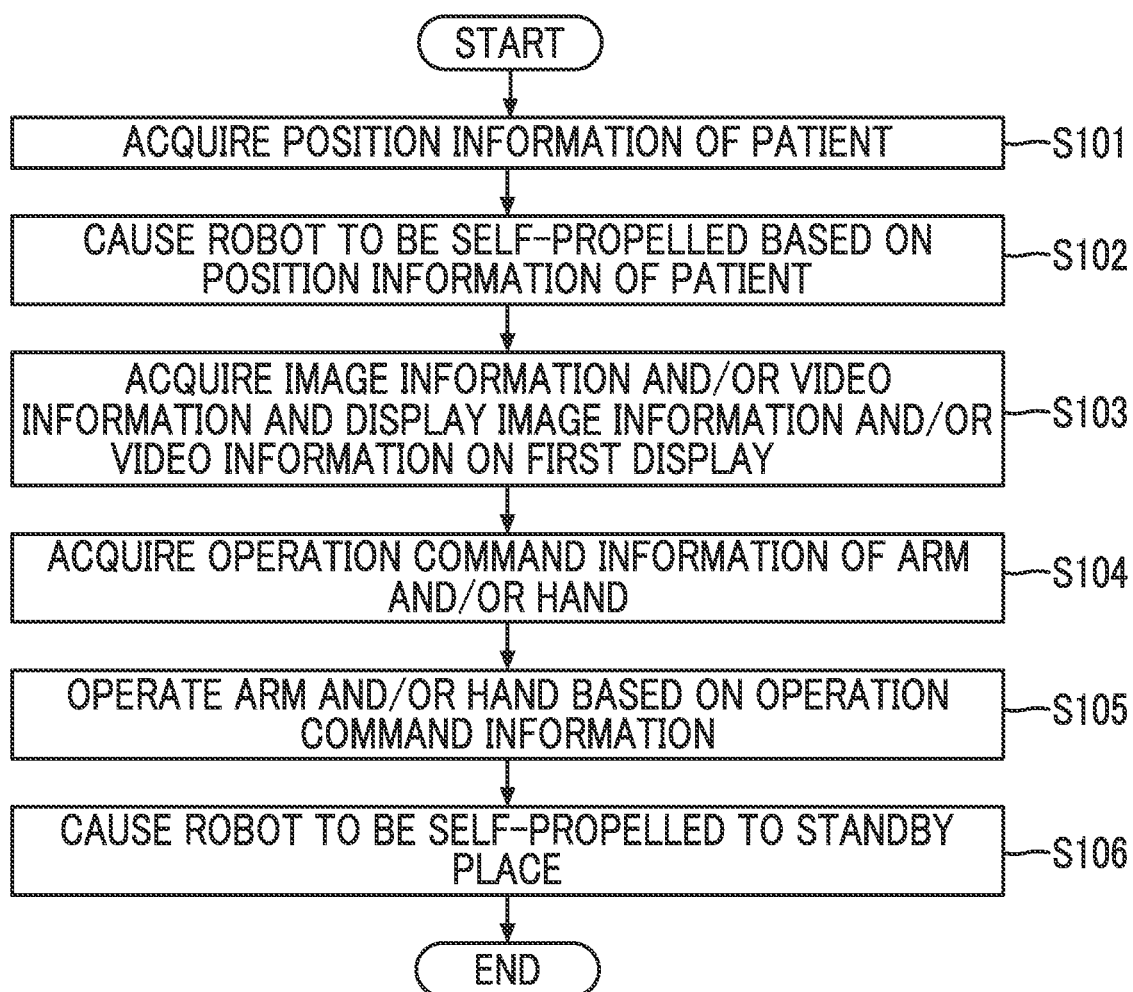 START
ACQUIRE POSITION INFORMATION OF PATIENT
S101
CAUSE ROBOT TO BE SELF-PROPELLED BASED ON
POSITION INFORMATION OF PATIENT
S102
ACQUIRE IMAGE INFORMATION AND/OR VIDEO
INFORMATION AND DISPLAY IMAGE INFORMATION AND/OR
VIDEO INFORMATION ON FIRST DISPLAY
S103
ACQUIRE OPERATION COMMAND INFORMATION OF ARM
AND/OR HAND
S104
OPERATE ARM AND/OR HAND BASED ON OPERATION
COMMAND INFORMATION
S105
CAUSE ROBOT TO BE SELF-PROPELLED TO STANDBY
PLACE
S106
END